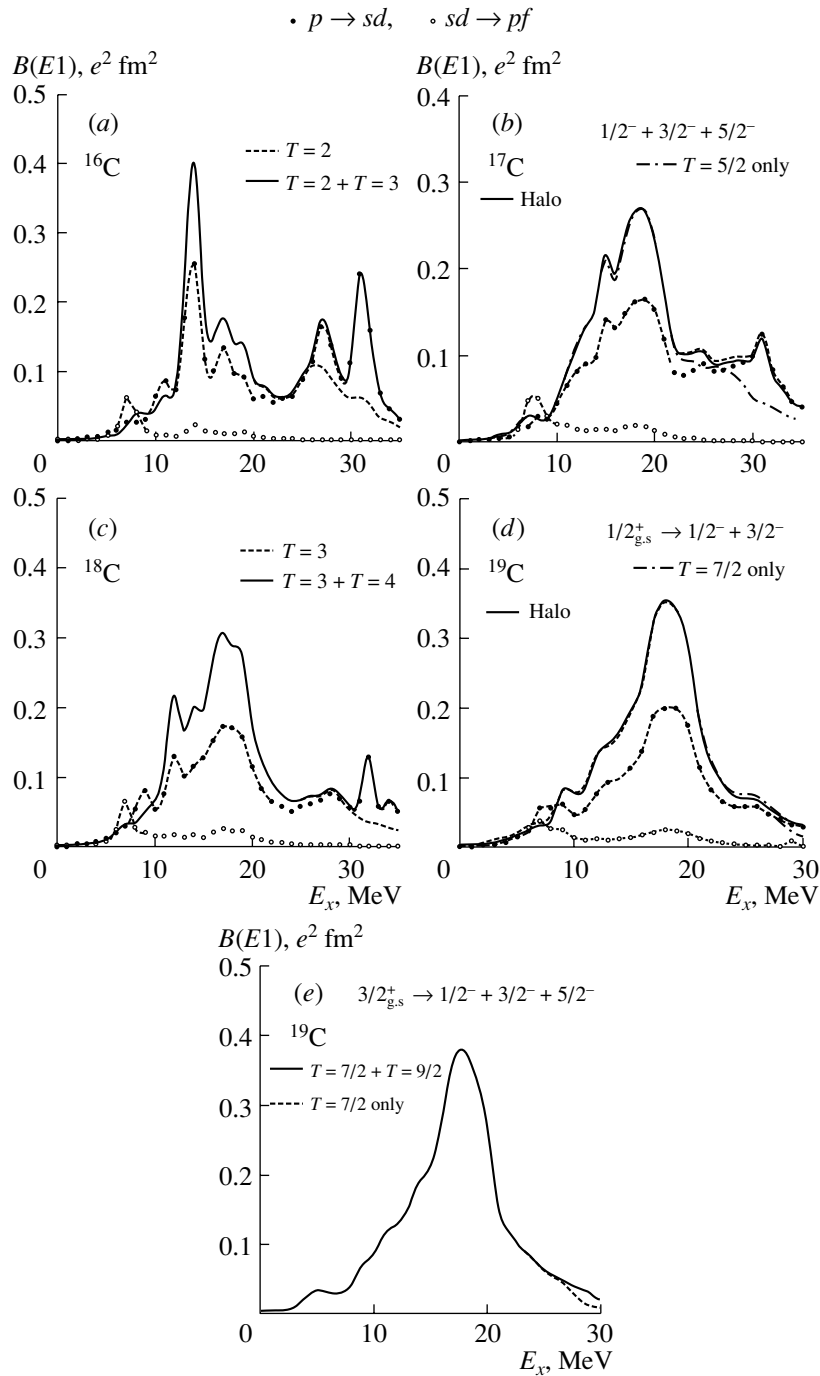 • p → sd, ◦ sd → pf
B(E1), e² fm²
0.5
0.4
0.3
0.2
0.1
0
10
20
30
(a)
¹⁶C
T = 2
T = 2 + T = 3
B(E1), e² fm²
0.4
0.3
0.2
0.1
0
10
20
30
(b)
1/2⁻ + 3/2⁻ + 5/2⁻
¹⁷C
T = 5/2 only
Halo
0.5
0.4
0.3
0.2
0.1
0
10
20
30
Eₓ, MeV
(c)
¹⁸C
T = 3
T = 3 + T = 4
0.5
0.4
0.3
0.2
0.1
0
10
20
30
Eₓ, MeV
(d)
1/2⁺g.s → 1/2⁻ + 3/2⁻
¹⁹C
T = 7/2 only
Halo
B(E1), e² fm²
0.5
0.4
0.3
0.2
0.1
0
10
20
30
Eₓ, MeV
(e)
3/2⁺g.s → 1/2⁻ + 3/2⁻ + 5/2⁻
¹⁹C
T = 7/2 + T = 9/2
T = 7/2 only